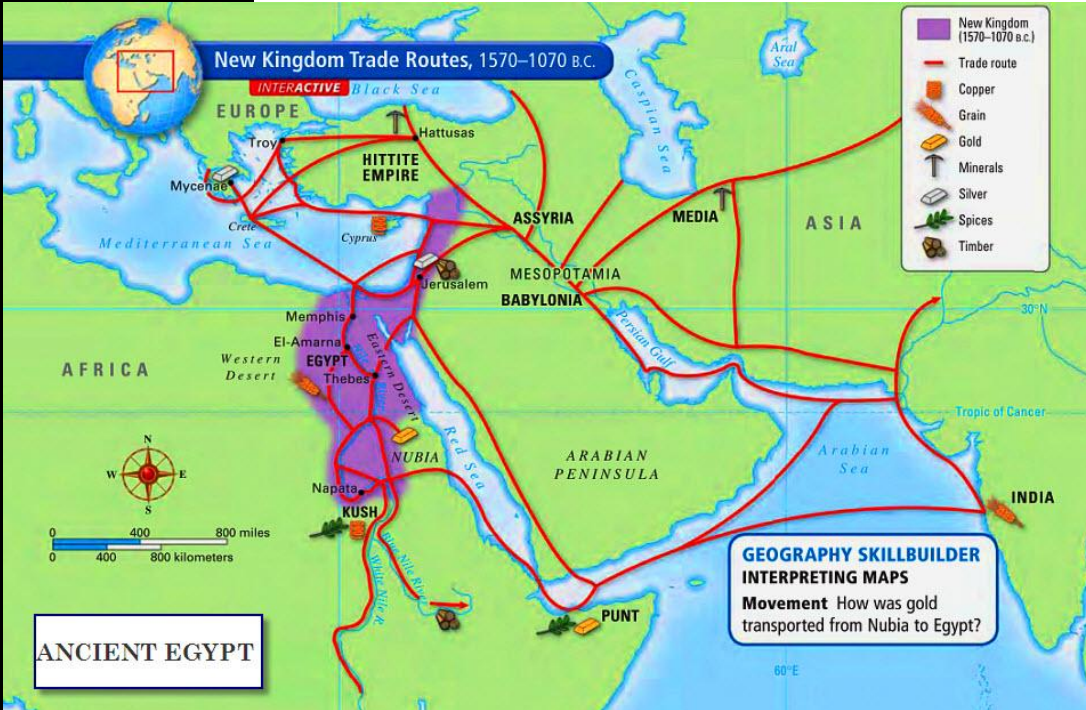 New Kingdom Trade Routes, 1570–1070 B.C.
INTERACTIVE
New Kingdom
(1570–1070 B.C.)
Trade route
Copper
Grain
Gold
Minerals
Silver
Spices
Timber
Black Sea
Caspian Sea
Aral
Sea
EUROPE
Troy
Hattusas
HITTITE
EMPIRE
Mycenae
Crete
Cyprus
Mediterranean Sea
ASSYRIA
MEDIA
ASIA
MESOPOTAMIA
BABYLONIA
Jerusalem
Memphis
El-Amarna
EGYPT
Western
Desert
Eastern Desert
Thebes
AFRICA
Persian Gulf
30°N
Tropic of Cancer
NUBIA
Red Sea
ARABIAN
PENINSULA
Arabian
Sea
INDIA
Napata
KUSH
Blue Nile River
White Nile R.
PUNT
N
W
E
S
0
400
800 miles
0
400
800 kilometers
GEOGRAPHY SKILLBUILDER
INTERPRETING MAPS
Movement How was gold
transported from Nubia to Egypt?
60°E
ANCIENT EGYPT